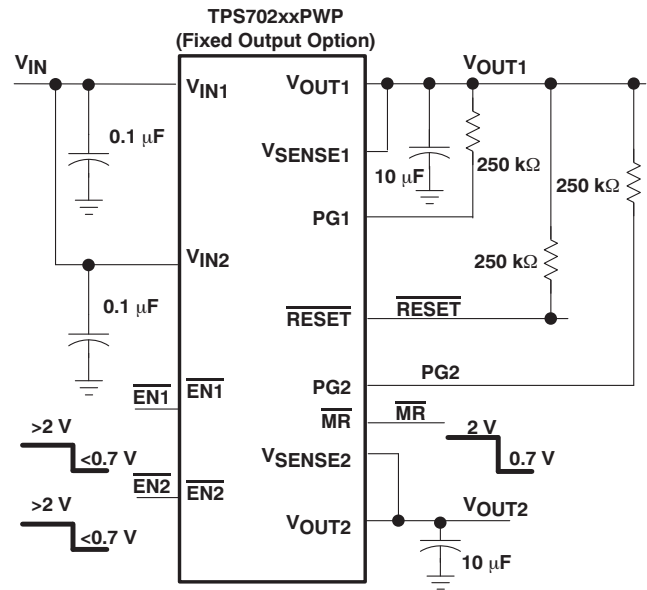 TPS702xxPWP
(Fixed Output Option)
VIN
VIN1
VOUT1
VOUT1
0.1 μF
VSENSE1
10 μF
250 kΩ
250 kΩ
PG1
VIN2
250 kΩ
0.1 μF
RESET
RESET
PG2
PG2
EN1
EN1
MR
MR
>2 V
<0.7 V
2 V
0.7 V
VSENSE2
EN2
EN2
>2 V
<0.7 V
VOUT2
VOUT2
10 μF